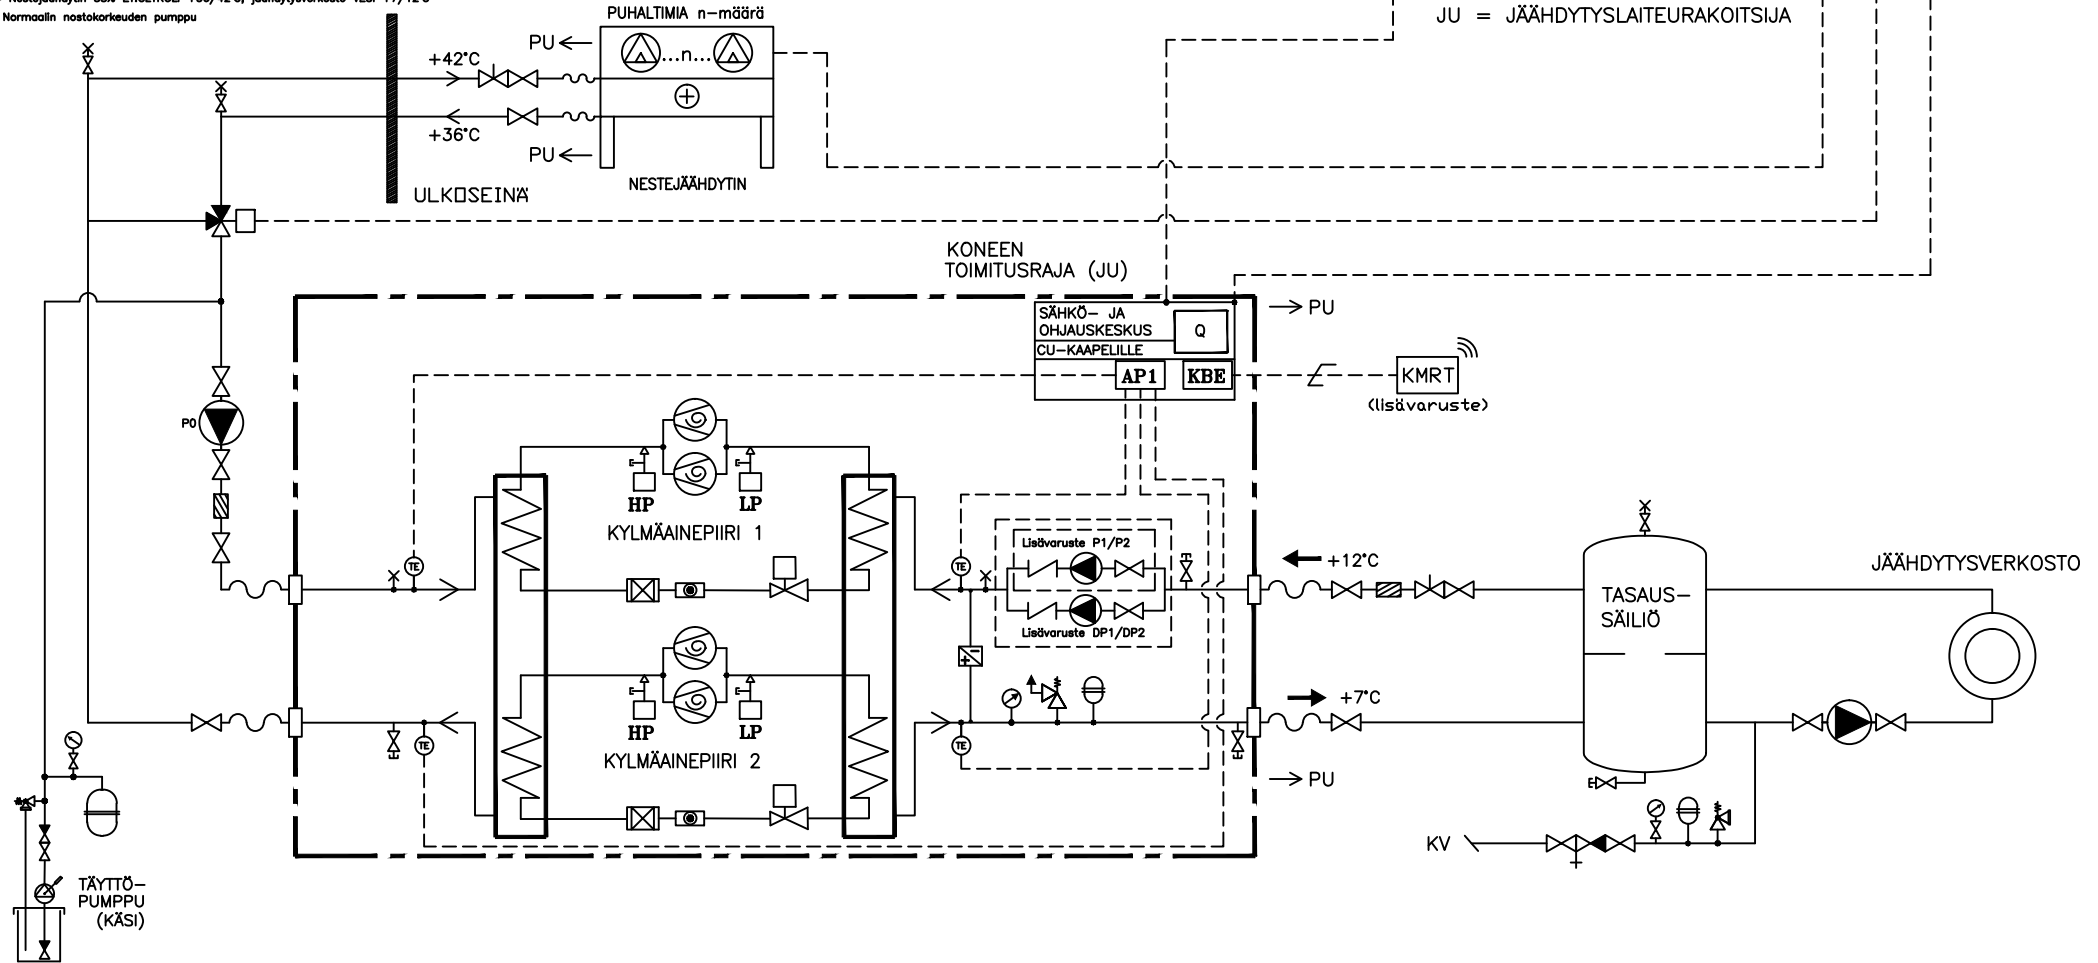 Normaalin nostokorkeuden pumppu
PUHALTIMIA n-määrä
JU = JÄÄHDYTYSLAITEURAKOITSIJA
PU
+42°C
...n...
+36°C
PU
NESTEJÄÄHDYTIN
ULKOSEINÄ
KONEEN
TOIMITUSRAJA (JU)
SÄHKÖ- JA
OHJAUSKESKUS
Q
CU-KAAPELILLE
AP1
KBE
PU
KMRT
(lisävaruste)
PO
HP
LP
KYLMÄAINEPIIRI 1
TE
TE
Lisävaruste P1/P2
Lisävaruste DP1/DP2
+12°C
TASAUS-
SÄILIÖ
JÄÄHDYTYSVERKOSTO
HP
LP
KYLMÄAINEPIIRI 2
TE
TE
+7°C
PU
KV
TÄYTTÖ-
PUMPPU
(KÄSI)